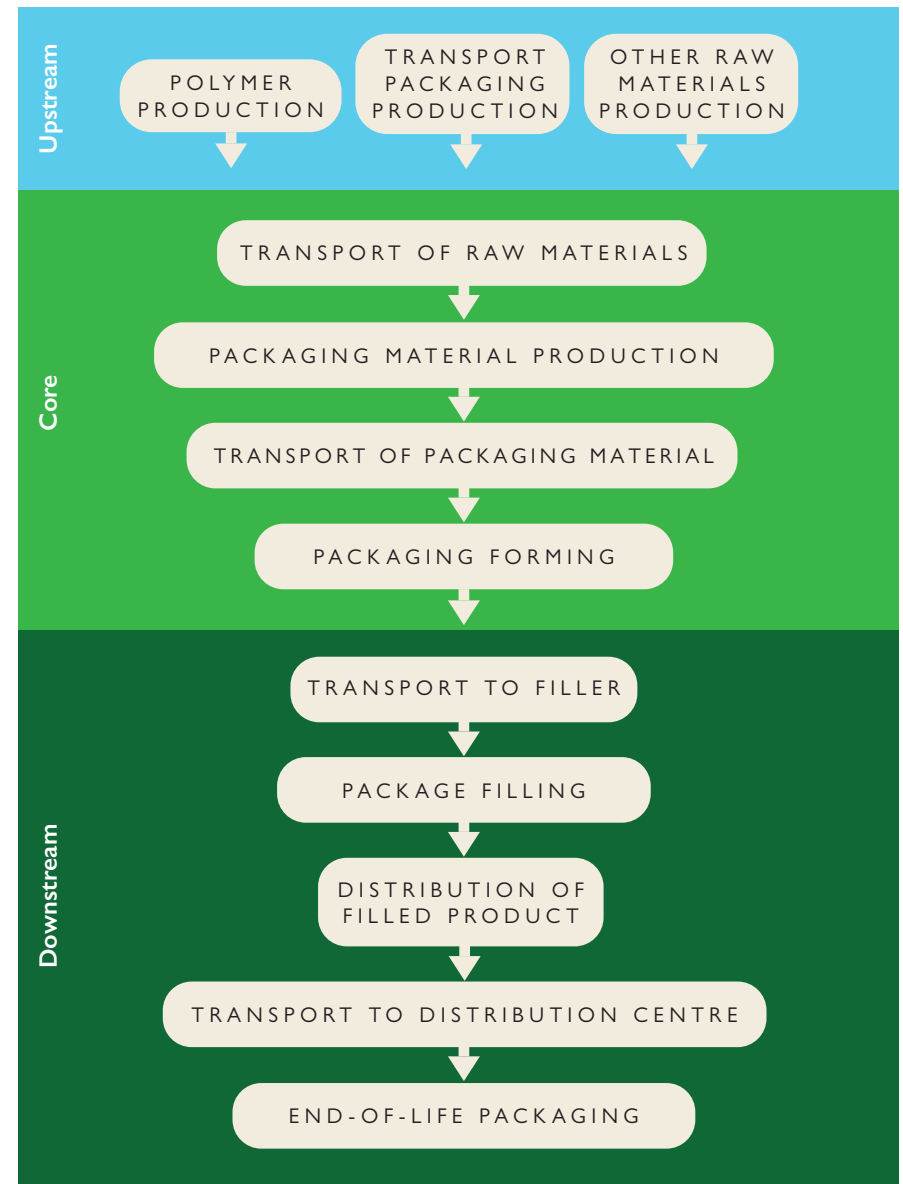 Upstream
POLYMER
PRODUCTION
TRANSPORT
PACKAGING
PRODUCTION
OTHER RAW
MATERIALS
PRODUCTION
Core
TRANSPORT OF RAW MATERIALS
PACKAGING MATERIAL PRODUCTION
TRANSPORT OF PACKAGING MATERIAL
PACKAGING FORMING
Downstream
TRANSPORT TO FILLER
PACKAGE FILLING
DISTRIBUTION OF
FILLED PRODUCT
TRANSPORT TO DISTRIBUTION CENTRE
END-OF-LIFE PACKAGING